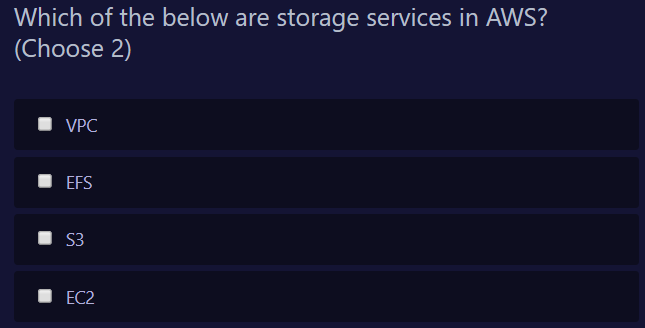 Which of the below are storage services in AWS?
(Choose 2)
VPC
EFS
S3
EC2